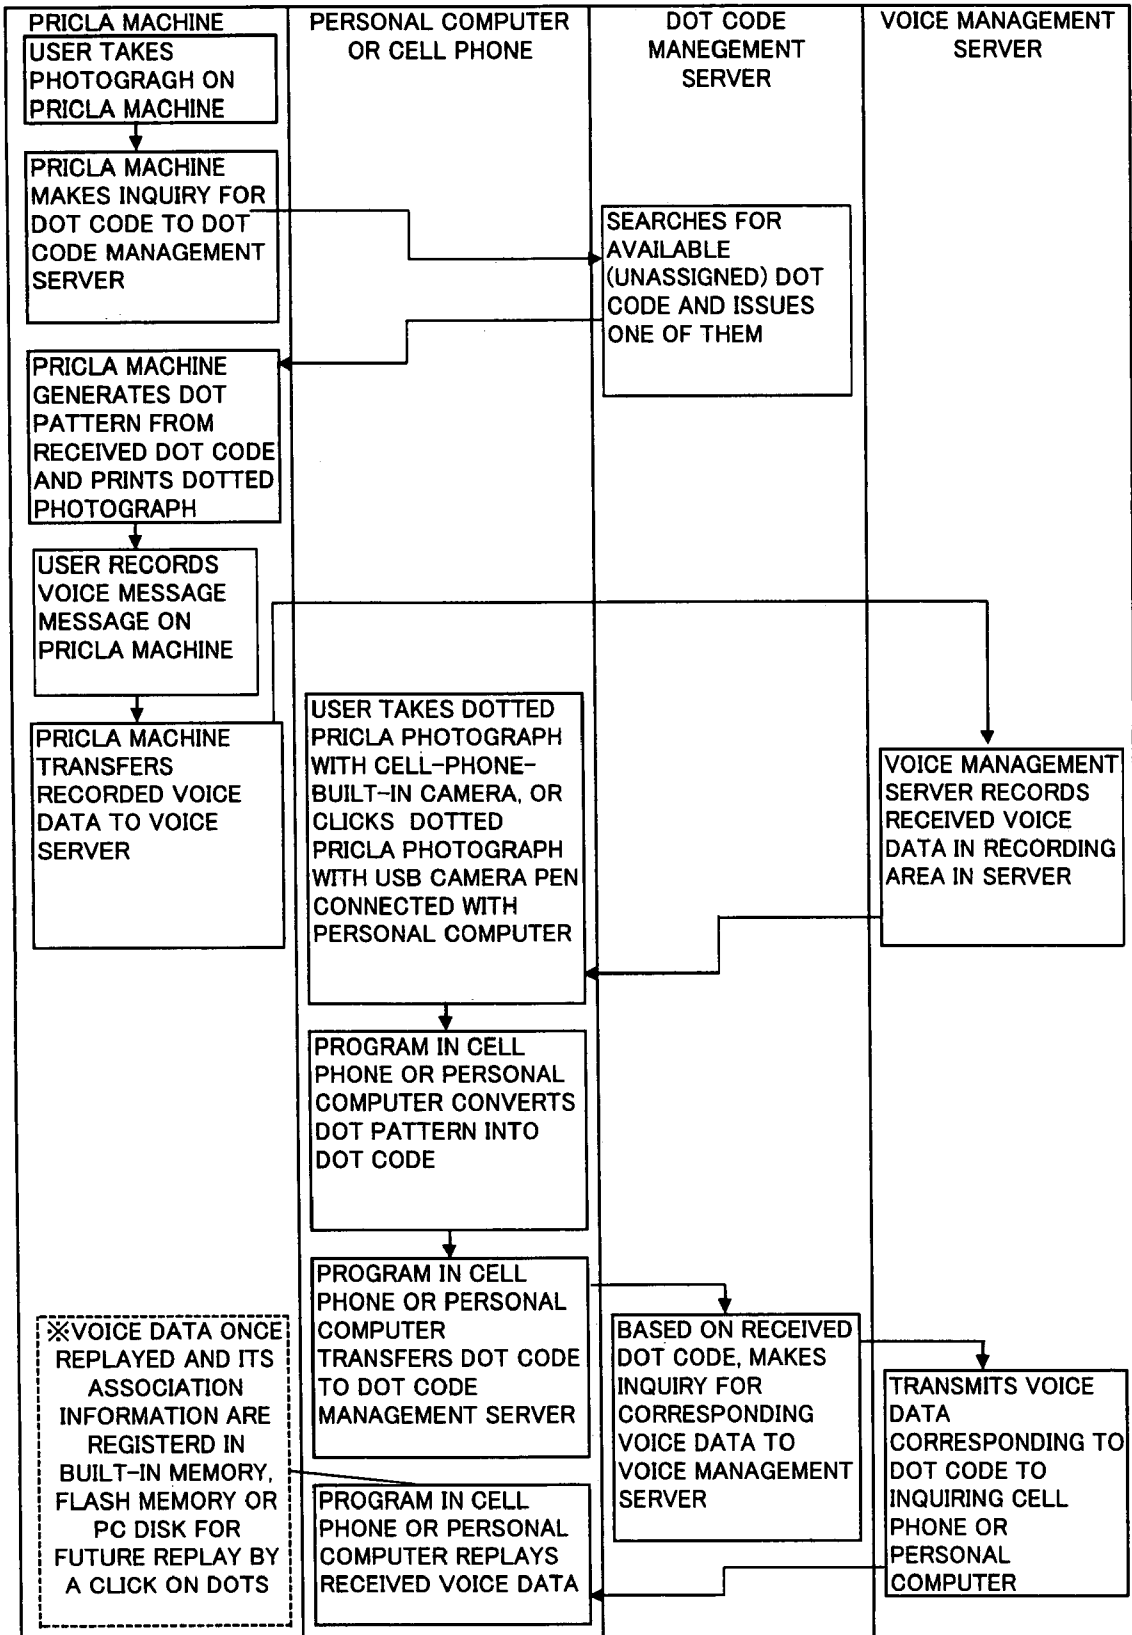 PRICLA MACHINE
USER TAKES
PHOTOGRAGH ON
PRICLA MACHINE
PRICLA MACHINE
MAKES INQUIRY FOR
DOT CODE TO DOT
CODE MANAGEMENT
SERVER
PRICLA MACHINE
GENERATES DOT
PATTERN FROM
RECEIVED DOT CODE
AND PRINTS DOTTED
PHOTOGRAPH
USER RECORDS
VOICE MESSAGE
MESSAGE ON
PRICLA MACHINE
PRICLA MACHINE
TRANSFERS
RECORDED VOICE
DATA TO VOICE
SERVER
※VOICE DATA ONCE
REPLAYED AND ITS
ASSOCIATION
INFORMATION ARE
REGISTERD IN
BUILT-IN MEMORY,
FLASH MEMORY OR
PC DISK FOR
FUTURE REPLAY BY
A CLICK ON DOTS
PERSONAL COMPUTER
OR CELL PHONE
USER TAKES DOTTED
PRICLA PHOTOGRAPH
WITH CELL-PHONE-
BUILT-IN CAMERA, OR
CLICKS DOTTED
PRICLA PHOTOGRAPH
WITH USB CAMERA PEN
CONNECTED WITH
PERSONAL COMPUTER
PROGRAM IN CELL
PHONE OR PERSONAL
COMPUTER CONVERTS
DOT PATTERN INTO
DOT CODE
PROGRAM IN CELL
PHONE OR PERSONAL
COMPUTER
TRANSFERS DOT CODE
TO DOT CODE
MANAGEMENT SERVER
PROGRAM IN CELL
PHONE OR PERSONAL
COMPUTER REPLAYS
RECEIVED VOICE DATA
DOT CODE
MANEGEMENT
SERVER
SEARCHES FOR
AVAILABLE
(UNASSIGNED) DOT
CODE AND ISSUES
ONE OF THEM
BASED ON RECEIVED
DOT CODE, MAKES
INQUIRY FOR
CORRESPONDING
VOICE DATA TO
VOICE MANAGEMENT
SERVER
VOICE MANAGEMENT
SERVER
VOICE MANAGEMENT
SERVER RECORDS
RECEIVED VOICE
DATA IN RECORDING
AREA IN SERVER
TRANSMITS VOICE
DATA
CORRESPONDING TO
DOT CODE TO
INQUIRING CELL
PHONE OR
PERSONAL
COMPUTER